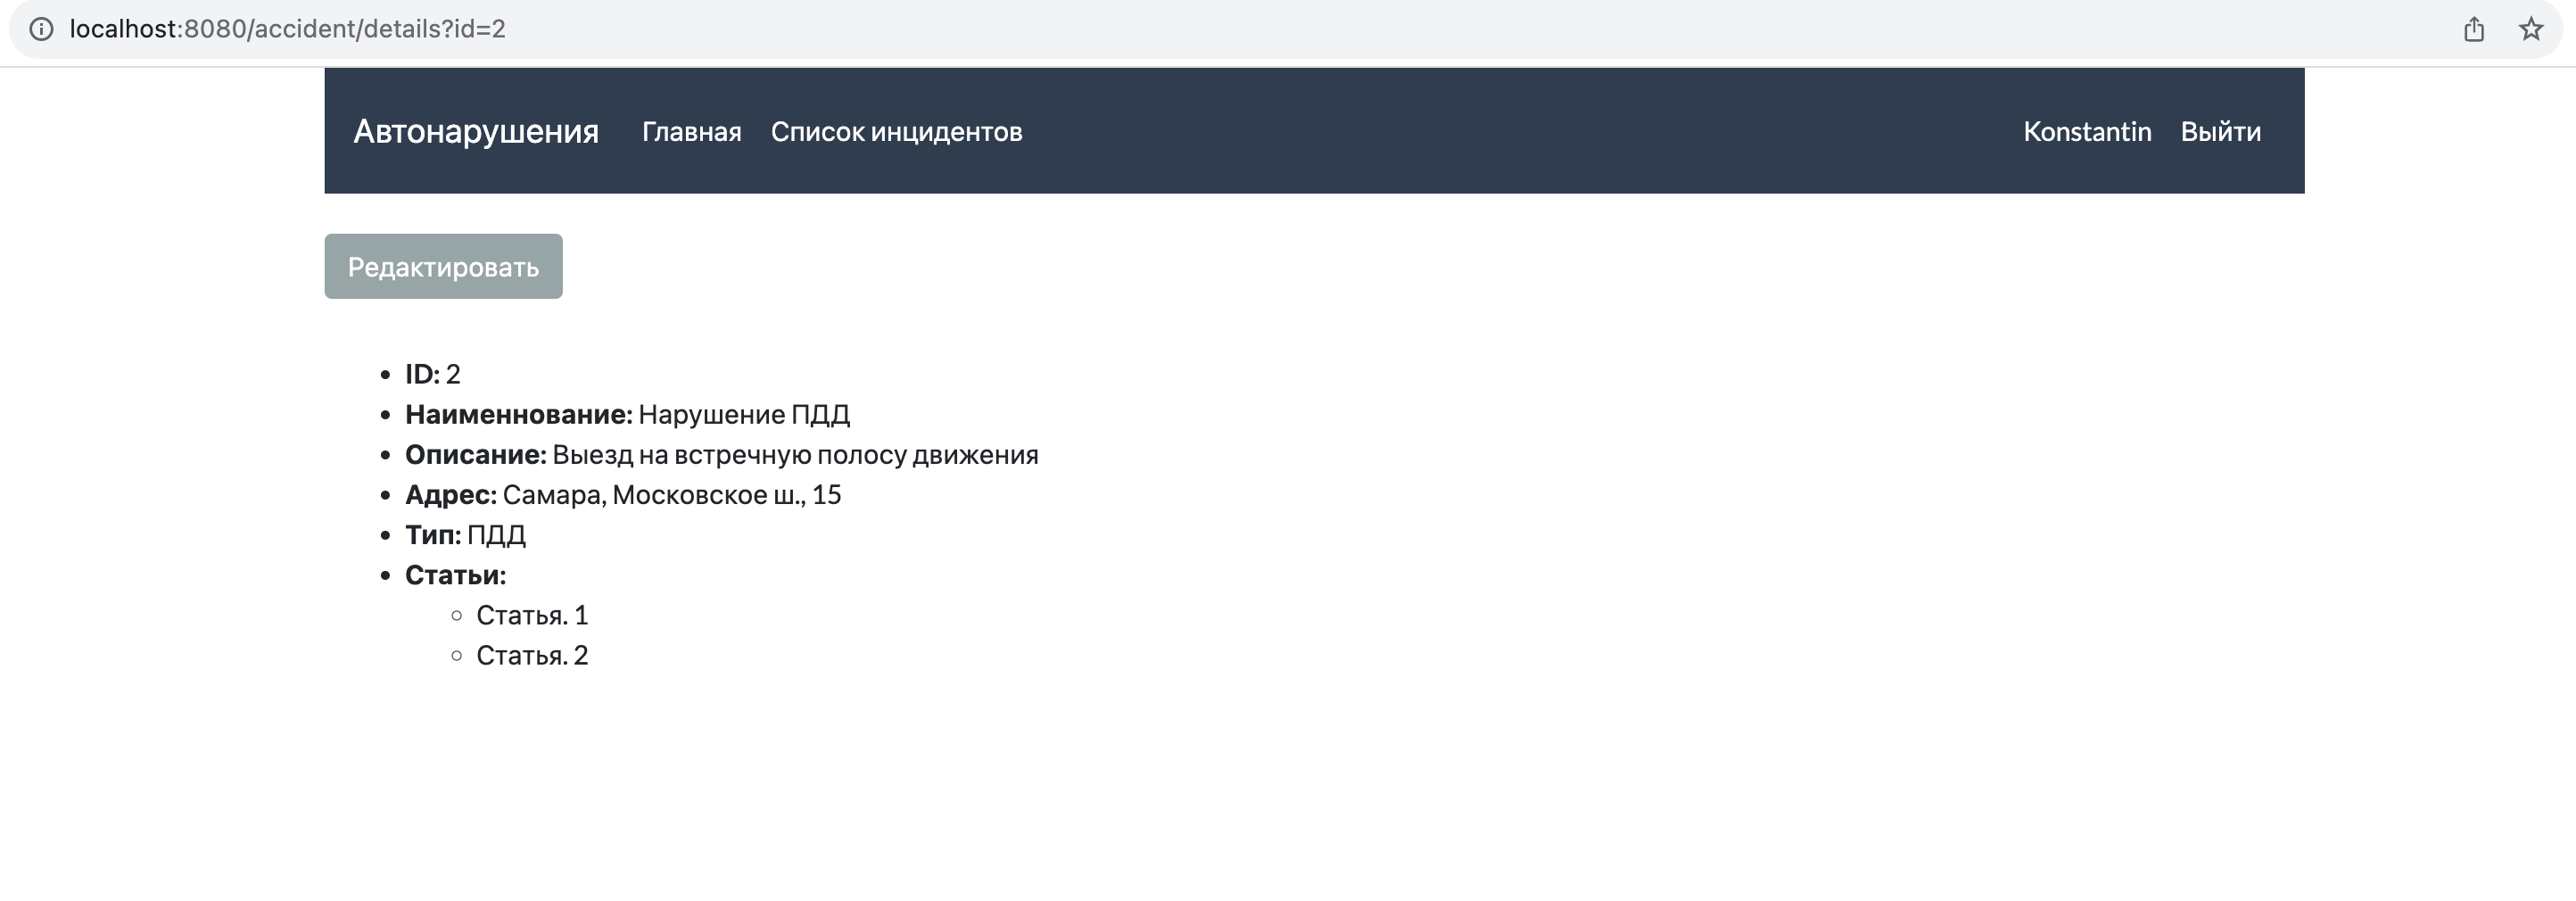 localhost:8080/accident/details?id=2
Автонарушения Главная Список инцидентов Konstantin Выйти
Редактировать
ID: 2
Наименнование: Нарушение ПДД
Описание: Выезд на встречную полосу движения
Адрес: Самара, Московское ш., 15
Тип: ПДД
Статьи:
Статья. 1
Статья. 2